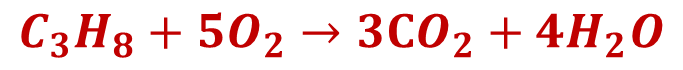 C₃H₈ + 5O₂ → 3CO₂ + 4H₂O